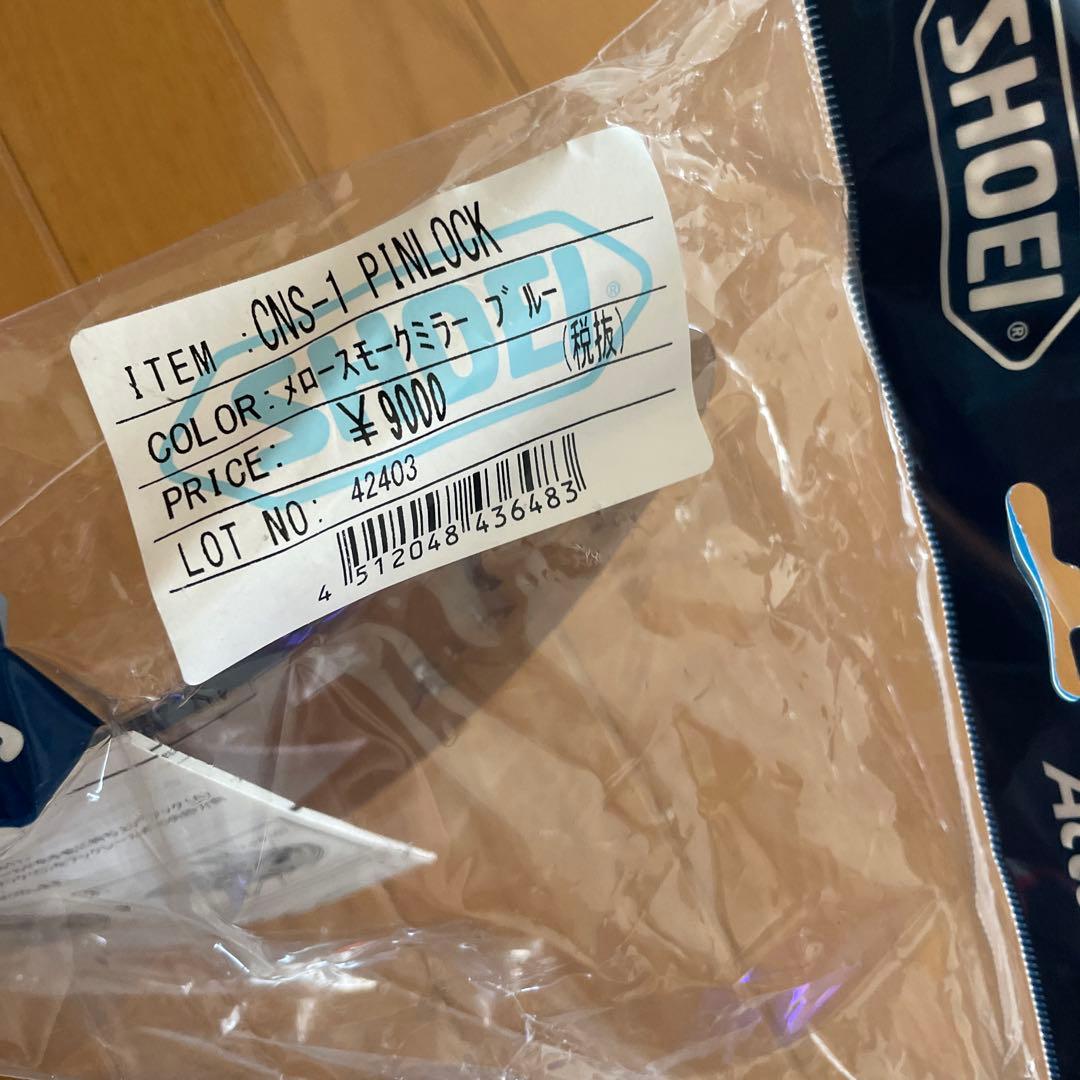 SHOEI®
ITEM :CNS-1 PINLOCK
SHOEI®
COLOR:メロースモークミラー ブルー
PRICE: ￥9000 (税抜)
LOT NO: 42403
4 512048 436483